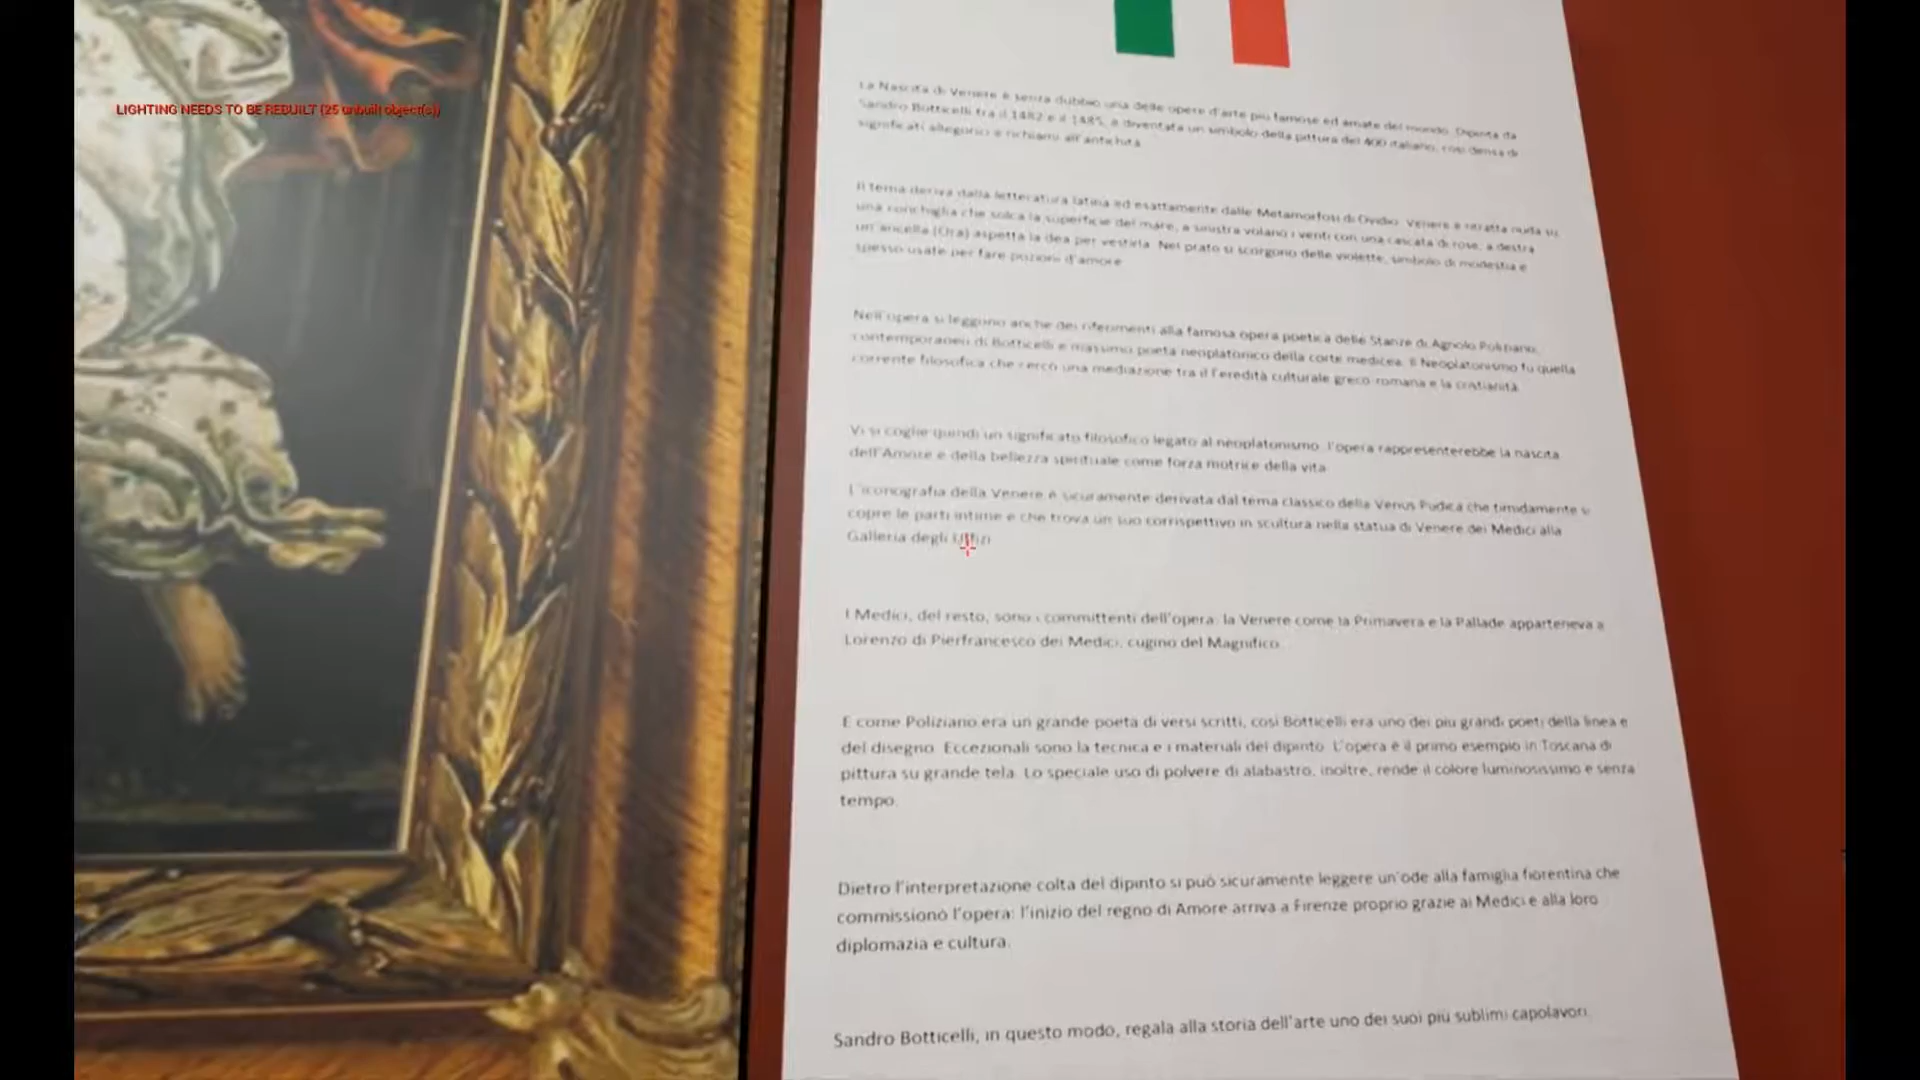 LIGHTING NEEDS TO BE REBUILT (25 unbuilt object(s))
La Nascita di Venere è senza dubbio una delle opere d'arte più famose ed amate del mondo. Dipinta da
Sandro Botticelli tra il 1482 e il 1485, è diventata un simbolo della pittura del 400 italiano, così densa di
significati allegorici e richiami all'antichità.
Il tema deriva dalla letteratura latina ed esattamente dalle Metamorfosi di Ovidio. Venere è ritratta nuda su
una conchiglia che solca la superficie del mare, a sinistra volano i venti con una cascata di rose, a destra
un'ancella (Ora) aspetta la dea per vestirla. Nel prato si scorgono delle violette, simbolo di modestia e
spesso usate per fare pozioni d'amore
Nell'opera si leggono anche dei riferimenti alla famosa opera poetica delle Stanze di Agnolo Poliziano,
contemporaneo di Botticelli e massimo poeta neoplatonico della corte medicea. Il Neoplatonismo fu quella
corrente filosofica che cercò una mediazione tra il l'eredità culturale greco-romana e la cristianità.
Vi si coglie quindi un significato filosofico legato al neoplatonismo: l'opera rappresenterebbe la nascita
dell'Amore e della bellezza spirituale come forza motrice della vita.
L'iconografia della Venere è sicuramente derivata dal tema classico della Venus Pudica che timidamente si
copre le parti intime e che trova un suo corrispettivo in scultura nella statua di Venere dei Medici alla
Galleria degli Uffizi
I Medici, del resto, sono i committenti dell'opera: la Venere come la Primavera e la Pallade apparteneva a
Lorenzo di Pierfrancesco dei Medici, cugino del Magnifico.
E come Poliziano era un grande poeta di versi scritti, così Botticelli era uno dei più grandi poeti della linea e
del disegno. Eccezionali sono la tecnica e i materiali del dipinto. L'opera è il primo esempio in Toscana di
pittura su grande tela. Lo speciale uso di polvere di alabastro, inoltre, rende il colore luminosissimo e senza
tempo.
Dietro l'interpretazione colta del dipinto si può sicuramente leggere un'ode alla famiglia fiorentina che
commissionò l'opera: l'inizio del regno di Amore arriva a Firenze proprio grazie ai Medici e alla loro
diplomazia e cultura.
Sandro Botticelli, in questo modo, regala alla storia dell'arte uno dei suoi più sublimi capolavori.